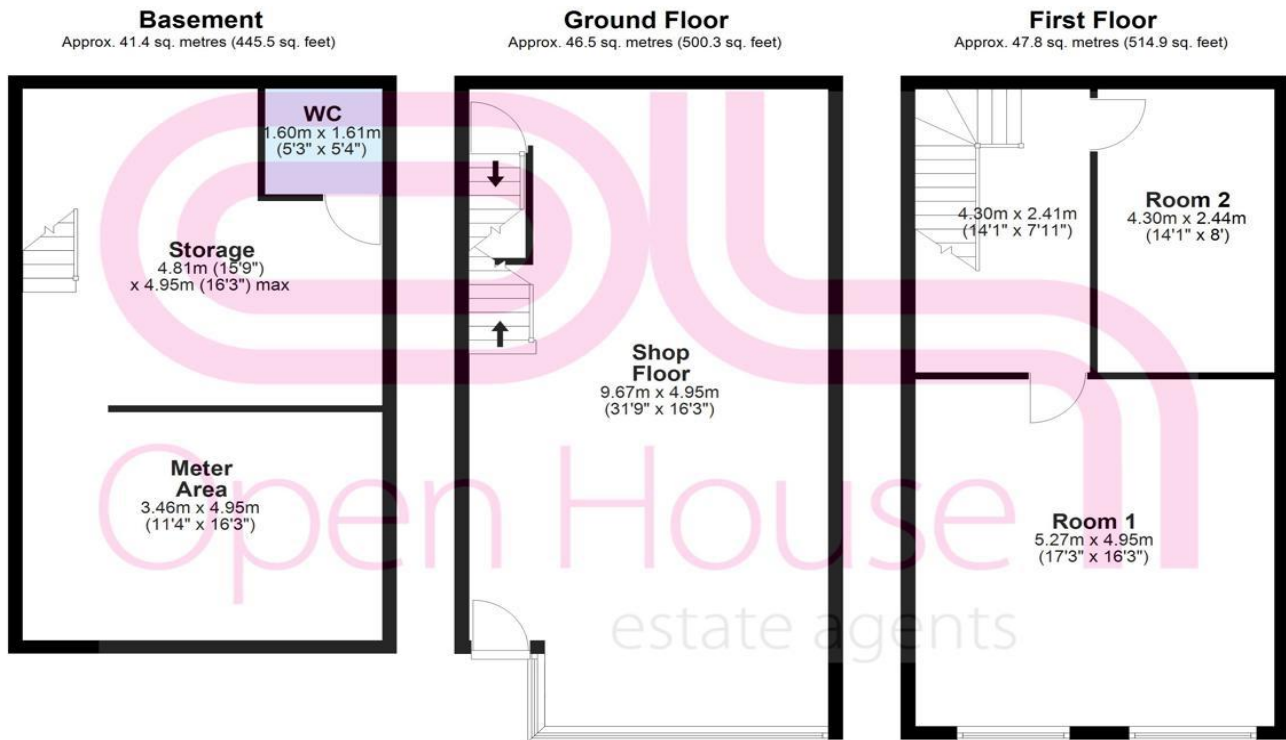 Basement
Approx. 41.4 sq. metres (445.5 sq. feet)
WC
1.60m x 1.61m
(5'3" x 5'4")
Storage
4.81m (15'9")
x 4.95m (16'3") max
Meter
Area
3.46m x 4.95m
(11'4" x 16'3")
Ground Floor
Approx. 46.5 sq. metres (500.3 sq. feet)
Shop
Floor
9.67m x 4.95m
(31'9" x 16'3")
First Floor
Approx. 47.8 sq. metres (514.9 sq. feet)
4.30m x 2.41m
(14'1" x 7'11")
Room 2
4.30m x 2.44m
(14'1" x 8')
Room 1
5.27m x 4.95m
(17'3" x 16'3")
Open House
estate agents